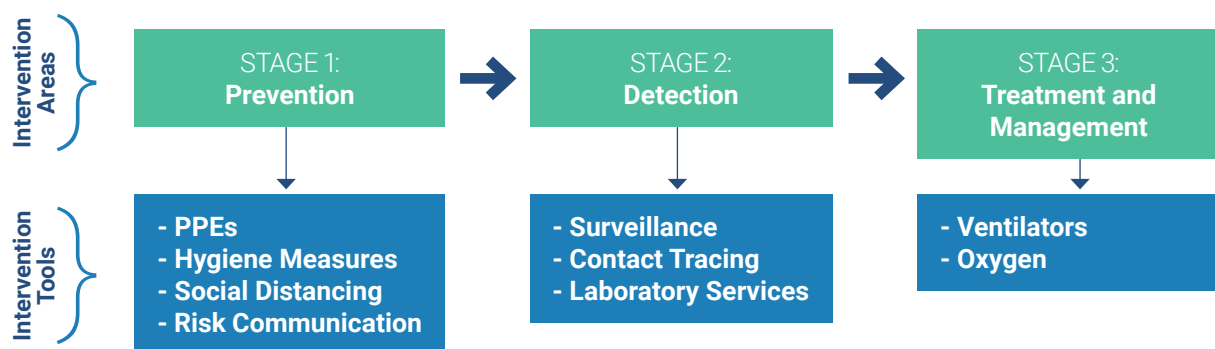 Intervention
Areas
STAGE 1:
Prevention
STAGE 2:
Detection
STAGE 3:
Treatment and
Management
Intervention
Tools
- PPEs
- Hygiene Measures
- Social Distancing
- Risk Communication
- Surveillance
- Contact Tracing
- Laboratory Services
- Ventilators
- Oxygen